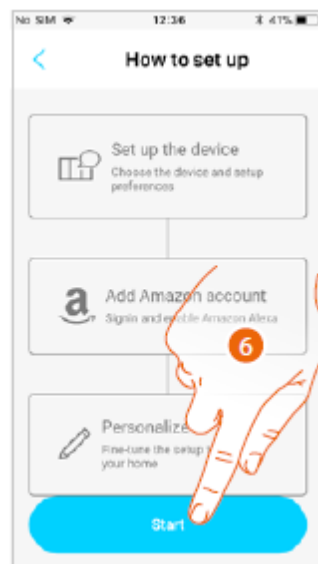 No SIM 12:36 47%
How to set up
Set up the device
Choose the device and setup
preferences
a
Add Amazon account
Signin and enable Amazon Alexa
6
Personalize
Fine-tune the setup
your home
Start